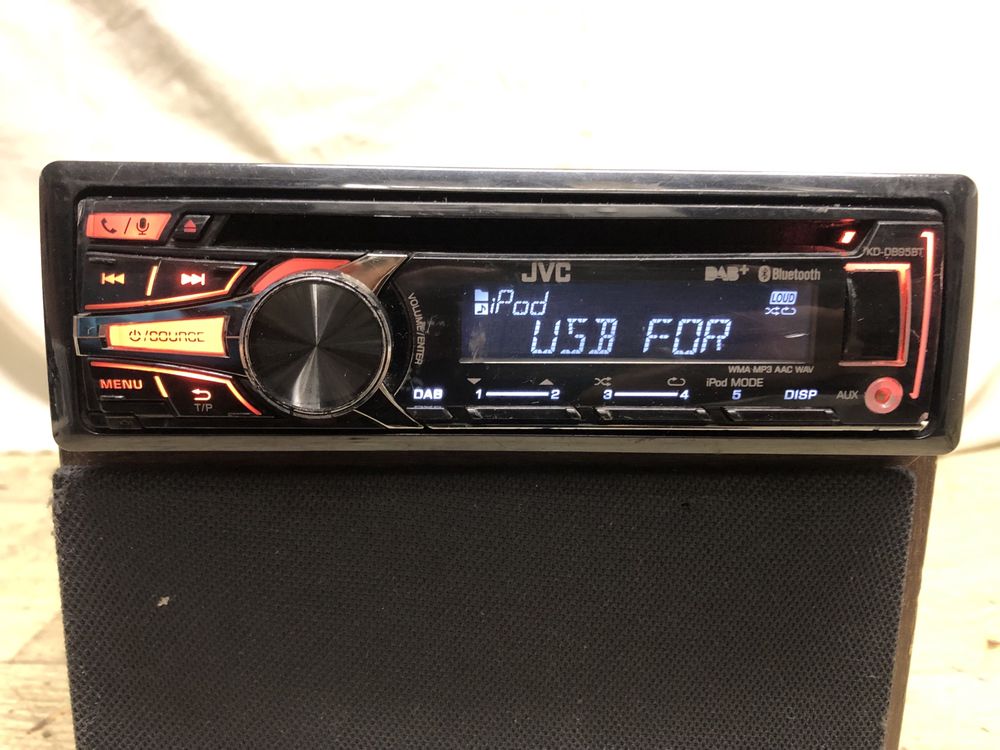 KD-DB95BT
JVC
DAB+ Bluetooth
VOLUME/ENTER
iPod
LOUD
/SOURCE
USB FOR
WMA MP3 AAC WAV
MENU
T/P
iPod MODE
DAB 1 2 3 4 5 DISP AUX